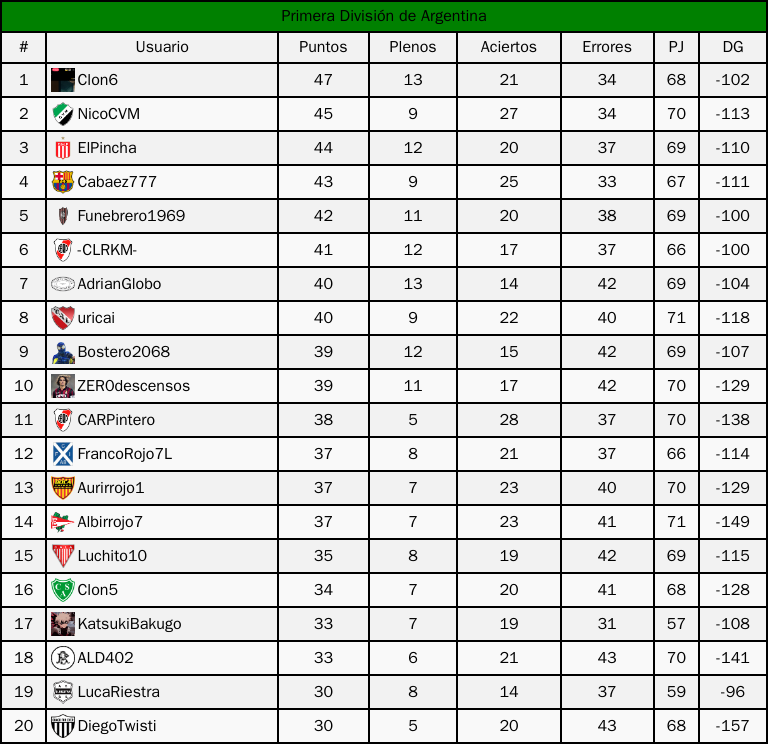 Primera División de Argentina
# Usuario Puntos Plenos Aciertos Errores PJ DG
1 Clon6 47 13 21 34 68 -102
2 NicoCVM 45 9 27 34 70 -113
3 ElPincha 44 12 20 37 69 -110
4 Cabaez777 43 9 25 33 67 -111
5 Funebrero1969 42 11 20 38 69 -100
6 -CLRKM- 41 12 17 37 66 -100
7 AdrianGlobo 40 13 14 42 69 -104
8 uricai 40 9 22 40 71 -118
9 Bostero2068 39 12 15 42 69 -107
10 ZER0descensos 39 11 17 42 70 -129
11 CARPintero 38 5 28 37 70 -138
12 FrancoRojo7L 37 8 21 37 66 -114
13 Aurirrojo1 37 7 23 40 70 -129
14 Albirrojo7 37 7 23 41 71 -149
15 Luchito10 35 8 19 42 69 -115
16 Clon5 34 7 20 41 68 -128
17 KatsukiBakugo 33 7 19 31 57 -108
18 ALD402 33 6 21 43 70 -141
19 LucaRiestra 30 8 14 37 59 -96
20 DiegoTwisti 30 5 20 43 68 -157